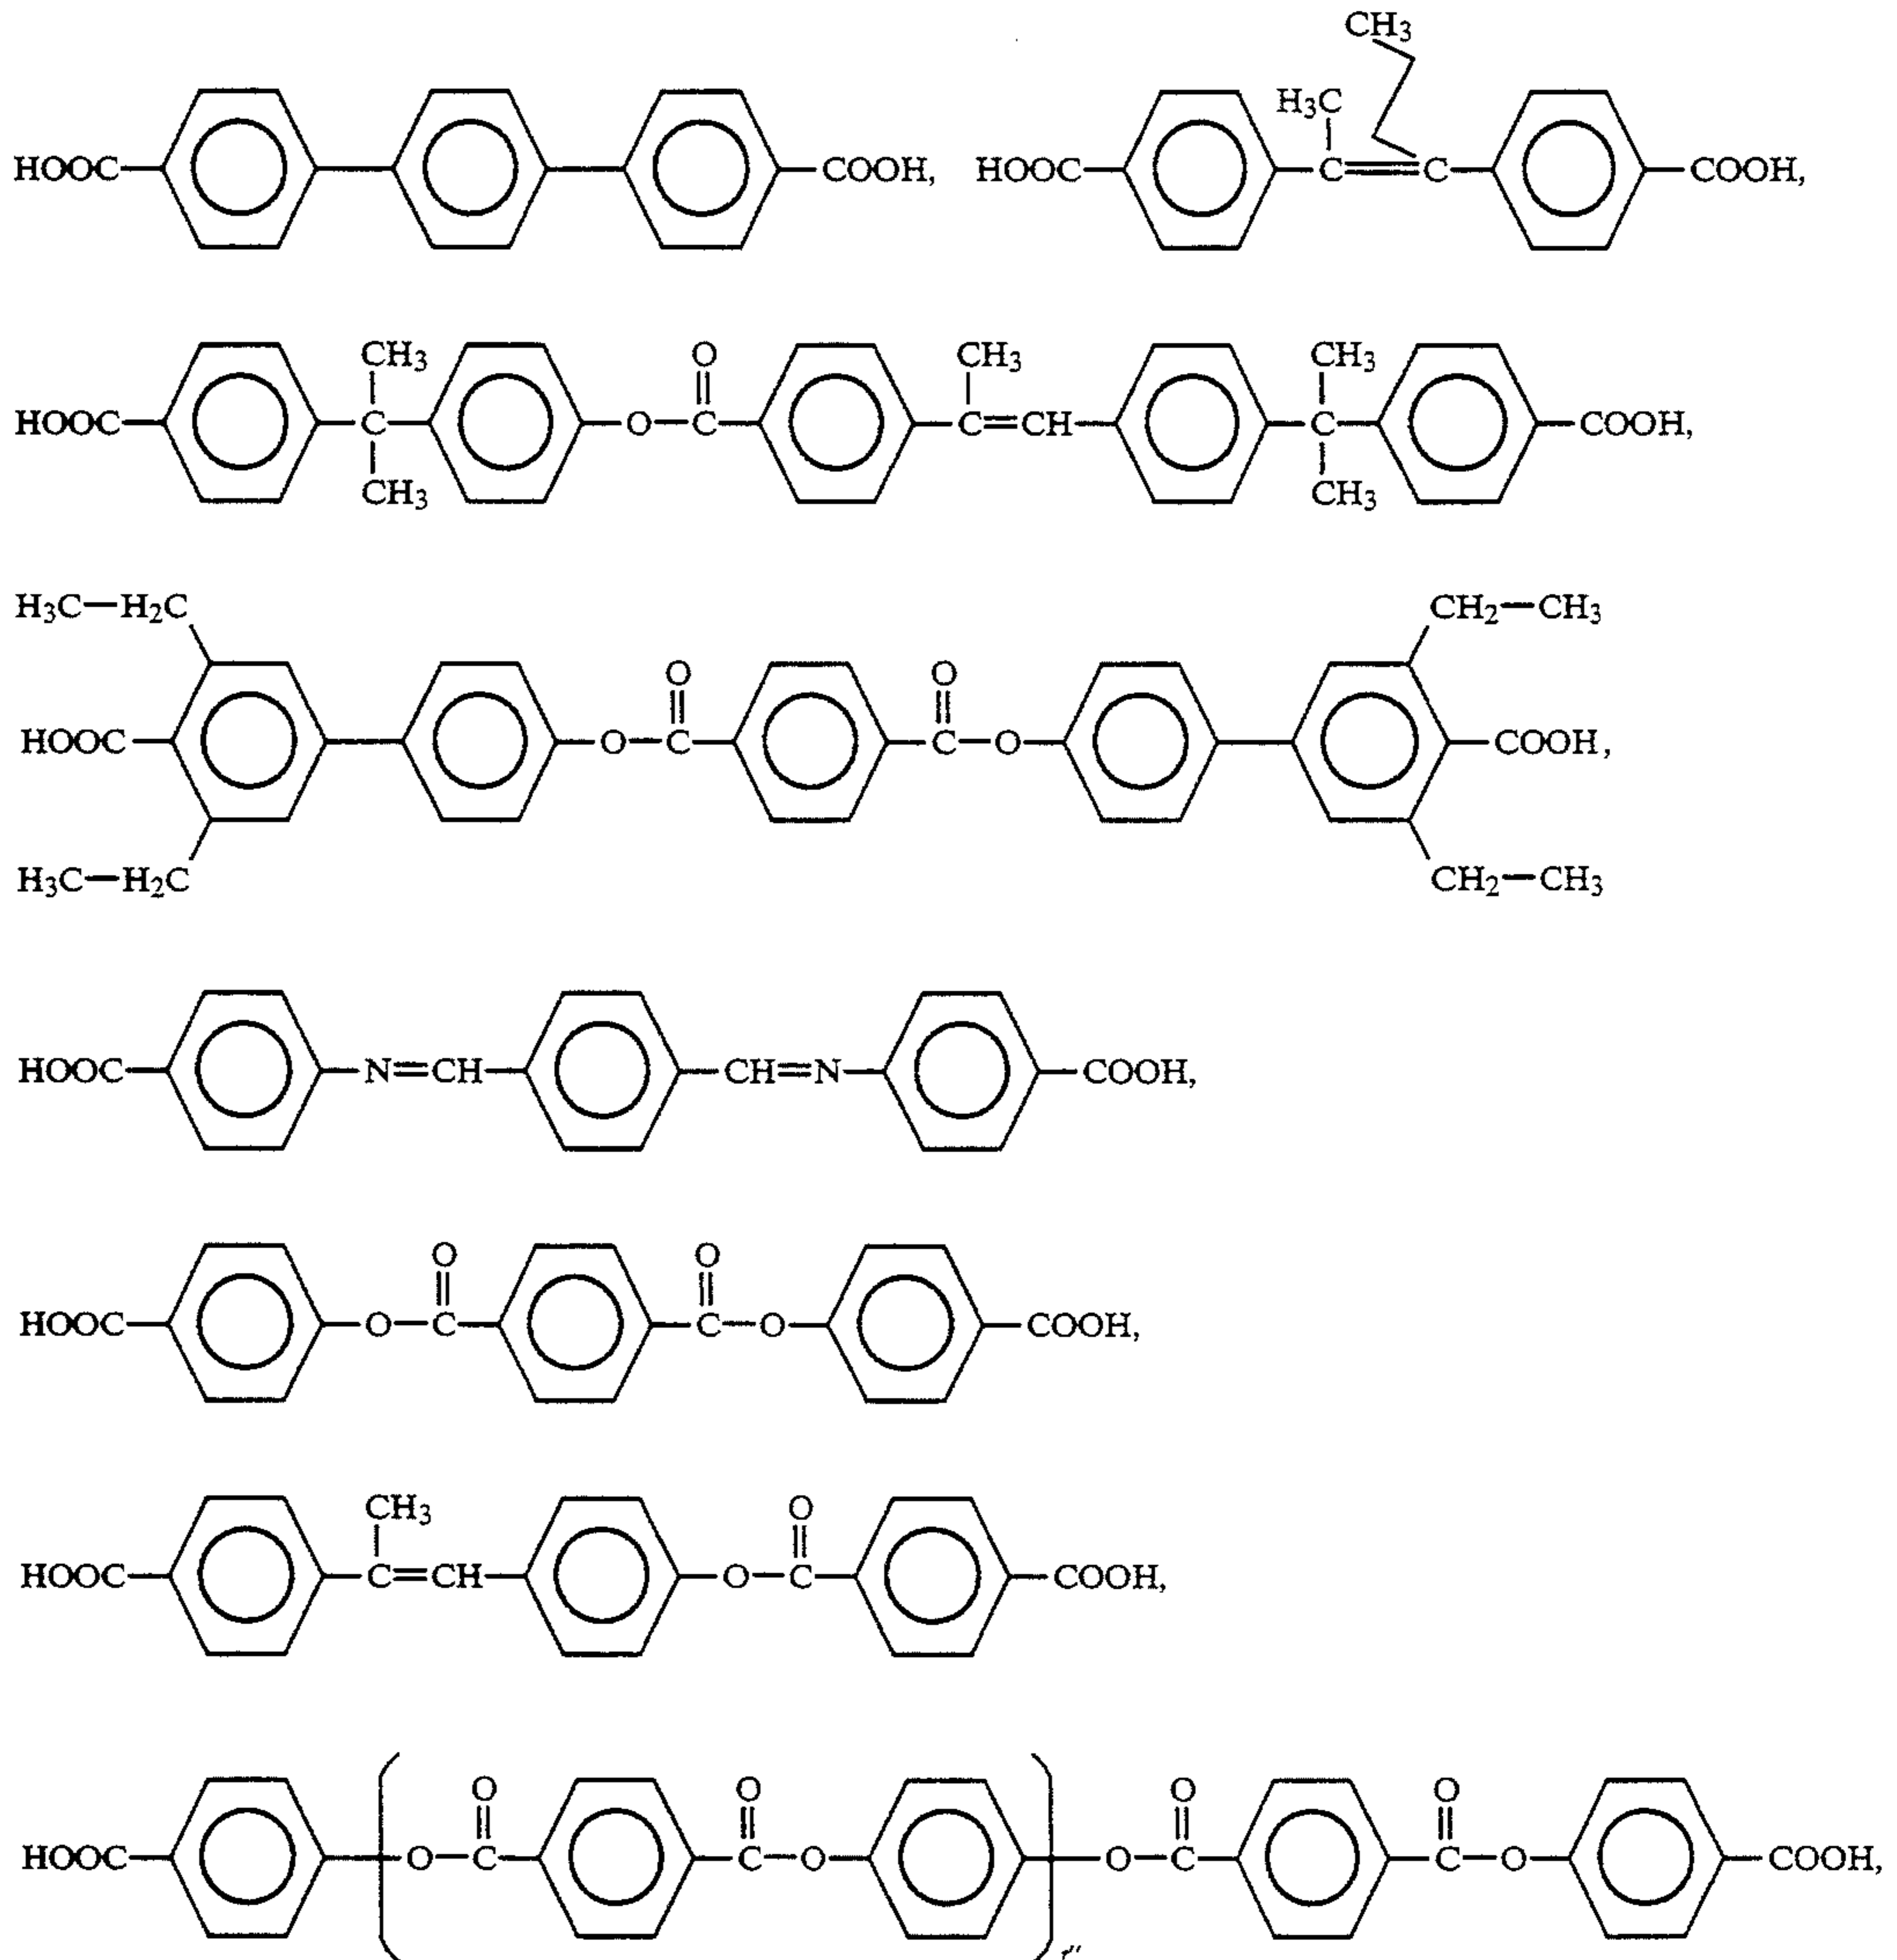 CH3
H3C
HOOC COOH, HOOC C C COOH,
CH3 O CH3 CH3
HOOC C O C C CH C COOH,
CH3 CH3
H3C H2C CH2 CH3
O O
HOOC O C C O COOH,
H3C H2C CH2 CH3
HOOC N CH CH N COOH,
O O
HOOC O C C O COOH,
CH3 O
HOOC C CH O C COOH,
O O O O
HOOC O C C O O C C O COOH,
r''